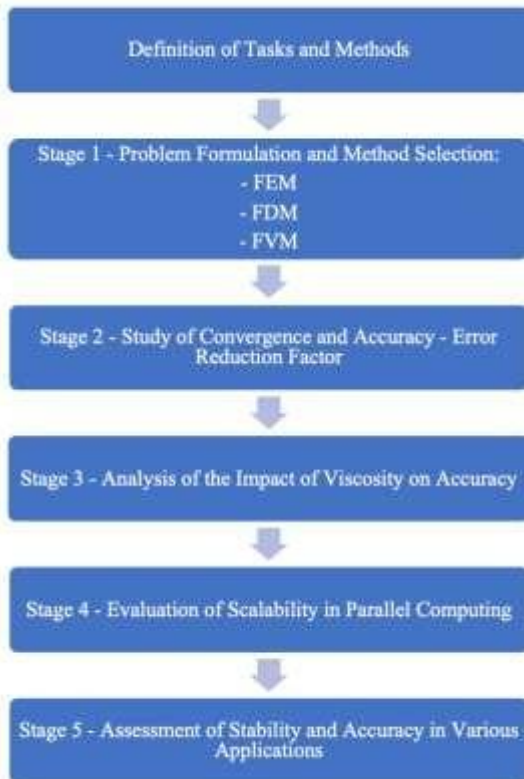 Definition of Tasks and Methods
Stage 1 - Problem Formulation and Method Selection:
- FEM
- FDM
- FVM
Stage 2 - Study of Convergence and Accuracy - Error
Reduction Factor
Stage 3 - Analysis of the Impact of Viscosity on Accuracy
Stage 4 - Evaluation of Scalability in Parallel Computing
Stage 5 - Assessment of Stability and Accuracy in Various
Applications